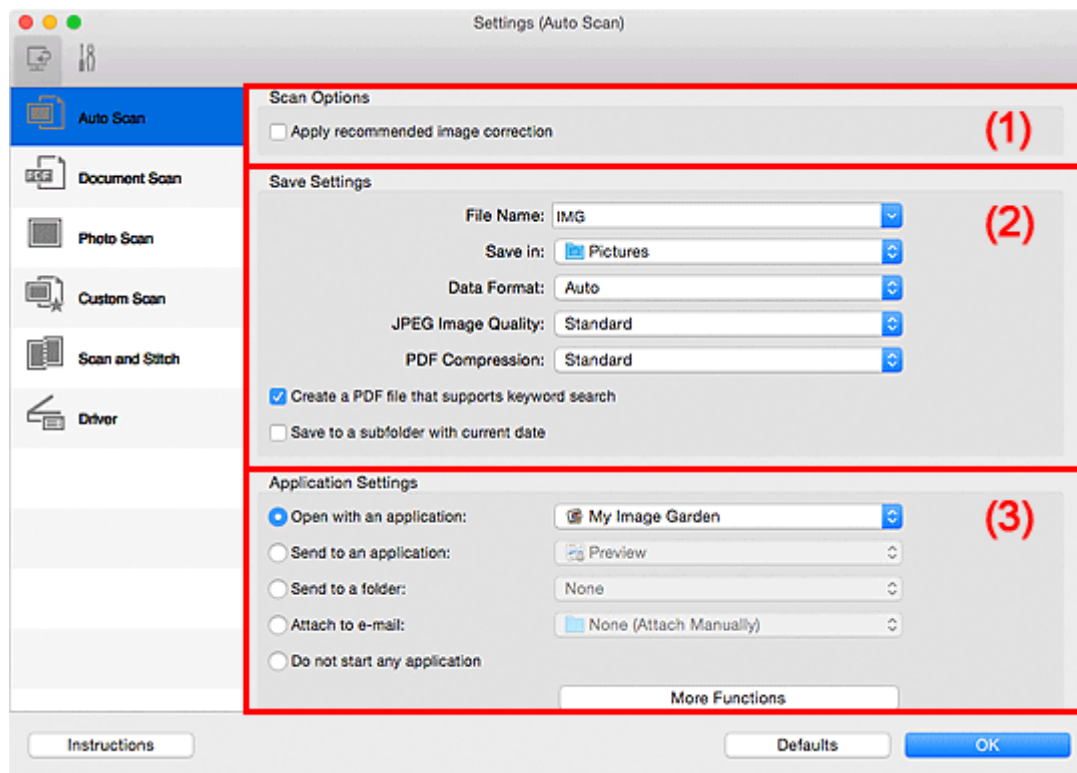 Settings (Auto Scan)
Auto Scan
Document Scan
Photo Scan
Custom Scan
Scan and Stitch
Driver
Scan Options
Apply recommended image correction
(1)
Save Settings
(2)
File Name: IMG
Save in: Pictures
Data Format: Auto
JPEG Image Quality: Standard
PDF Compression: Standard
Create a PDF file that supports keyword search
Save to a subfolder with current date
Application Settings
(3)
Open with an application: My Image Garden
Send to an application: Preview
Send to a folder: None
Attach to e-mail: None (Attach Manually)
Do not start any application
More Functions
Instructions
Defaults
OK